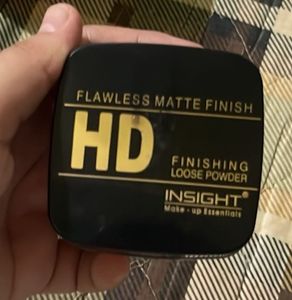 FLAWLESS MATTE FINISH
HD
FINISHING
LOOSE POWDER
INSIGHT®
Make - up Essentials